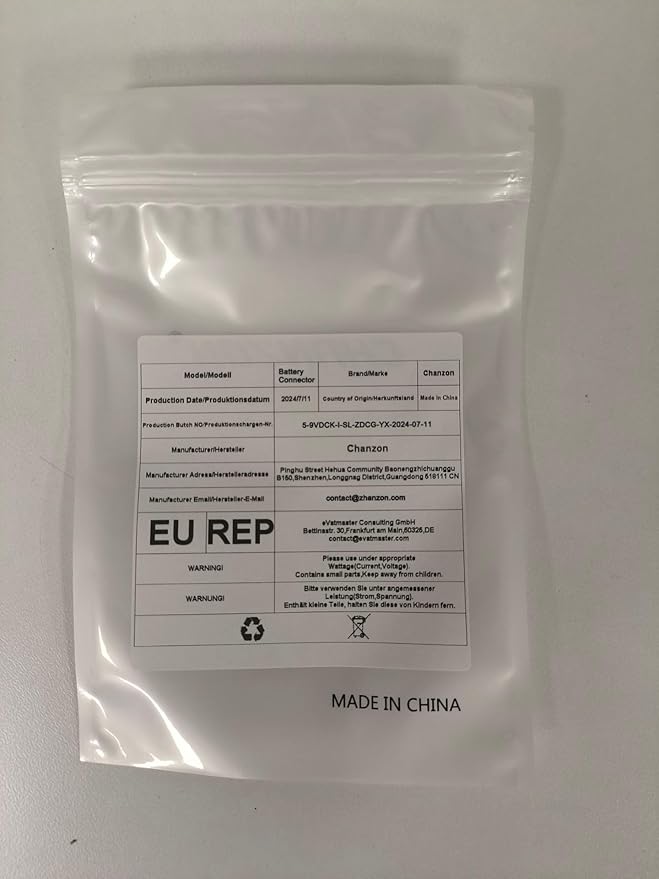 Model/Modell Battery Connector Brand/Marke Chanzon
Production Date/Produktionsdatum 2024/7/11 Country of Origin/Herkunftsland Made In China
Production Butch NO/Produktionschargen-Nr. 5-9VDCK-I-SL-ZDCG-YX-2024-07-11
Manufacturer/Hersteller Chanzon
Manufacturer Adress/Herstelleradresse Pinghu Street Hehua Community Baonengzhichuanggu
B150,Shenzhen,Longgnag District,Guangdong 518111 CN
Manufacturer Email/Hersteller-E-Mail contact@zhanzon.com
EU REP eVatmaster Consulting GmbH
Bettinastr. 30,Frankfurt am Main,60325,DE
contact@evatmaster.com
WARNING! Please use under appropriate
Wattage(Current,Voltage).
Contains small parts,Keep away from children.
WARNUNG! Bitte verwenden Sie unter angemessener
Leistung(Strom,Spannung).
Enthält kleine Teile, halten Sie diese von Kindern fern.
MADE IN CHINA